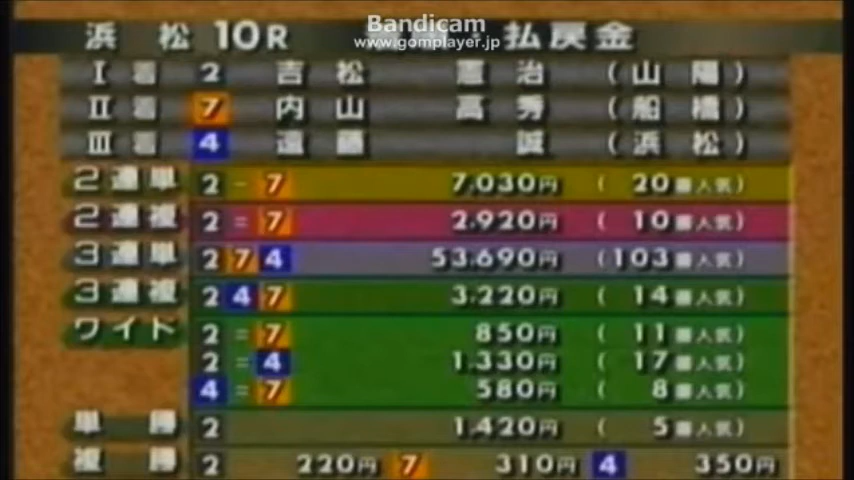 Bandicam
www.gomplayer.jp
浜 松 10R 払戻金
I 着 2 吉 松 憲 治 (山 陽)
II 着 7 内 山 高 秀 (船 橋)
III 着 4 遠 藤 誠 (浜 松)
2連単 2 - 7 7,030円 ( 20番人気)
2連複 2 = 7 2,920円 ( 10番人気)
3連単 2 7 4 53,690円 (103番人気)
3連複 2 4 7 3,220円 ( 14番人気)
ワイド 2 = 7 850円 ( 11番人気)
2 = 4 1,330円 ( 17番人気)
4 = 7 580円 ( 8番人気)
単 勝 2 1,420円 ( 5番人気)
複 勝 2 220円 7 310円 4 350円